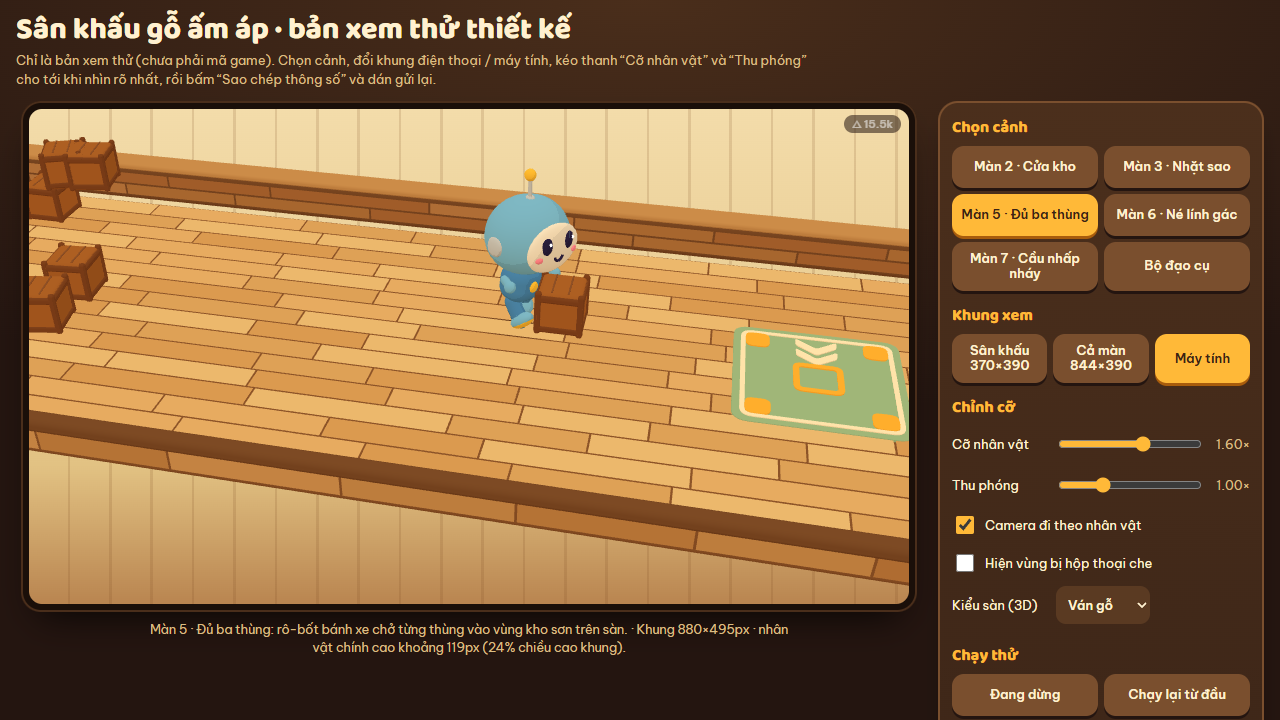 Sân khấu gỗ ấm áp · bản xem thử thiết kế
Chỉ là bản xem thử (chưa phải mã game). Chọn cảnh, đổi khung điện thoại / máy tính, kéo thanh “Cỡ nhân vật” và “Thu phóng”
cho tới khi nhìn rõ nhất, rồi bấm “Sao chép thông số” và dán gửi lại.
△ 15.5k
Màn 5 · Đủ ba thùng: rô-bốt bánh xe chở từng thùng vào vùng kho sơn trên sàn. · Khung 880×495px · nhân
vật chính cao khoảng 119px (24% chiều cao khung).
Chọn cảnh
Màn 2 · Cửa kho
Màn 3 · Nhặt sao
Màn 5 · Đủ ba thùng
Màn 6 · Né lính gác
Màn 7 · Cầu nhấp
nháy
Bộ đạo cụ
Khung xem
Sân khấu
370×390
Cả màn
844×390
Máy tính
Chỉnh cỡ
Cỡ nhân vật 1.60×
Thu phóng 1.00×
Camera đi theo nhân vật
Hiện vùng bị hộp thoại che
Kiểu sàn (3D) Ván gỗ
Chạy thử
Đang dừng
Chạy lại từ đầu